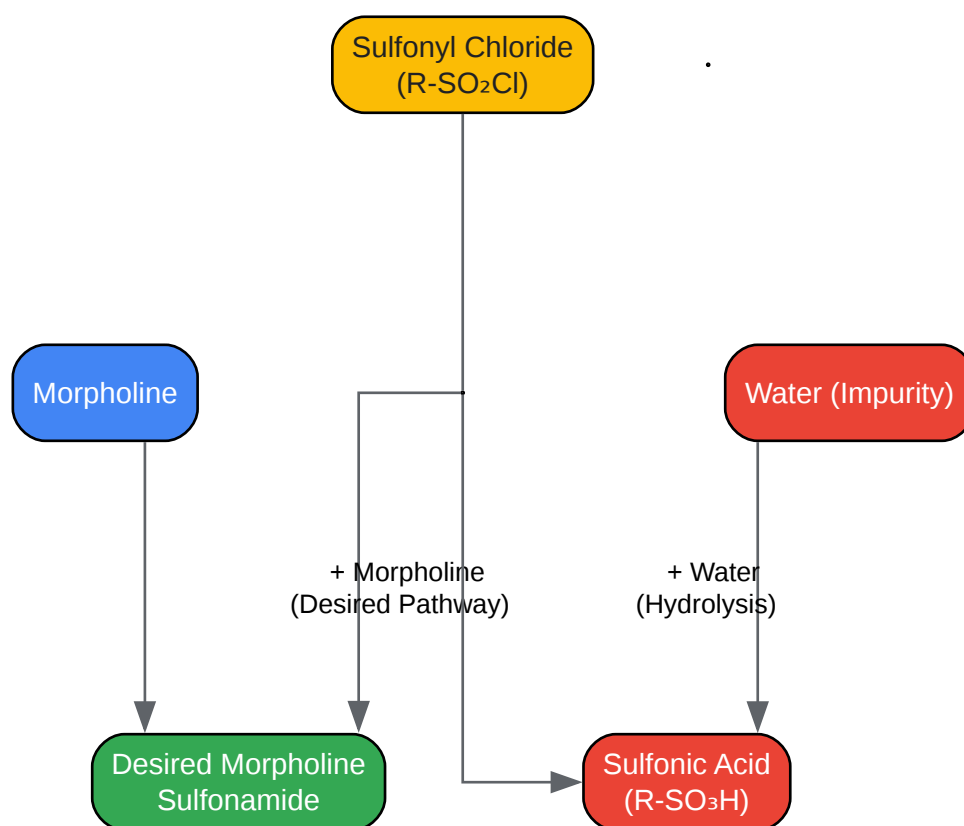 Sulfonyl Chloride
(R-SO₂Cl)
Morpholine
Water (Impurity)
+ Morpholine
(Desired Pathway)
+ Water
(Hydrolysis)
Desired Morpholine
Sulfonamide
Sulfonic Acid
(R-SO₃H)